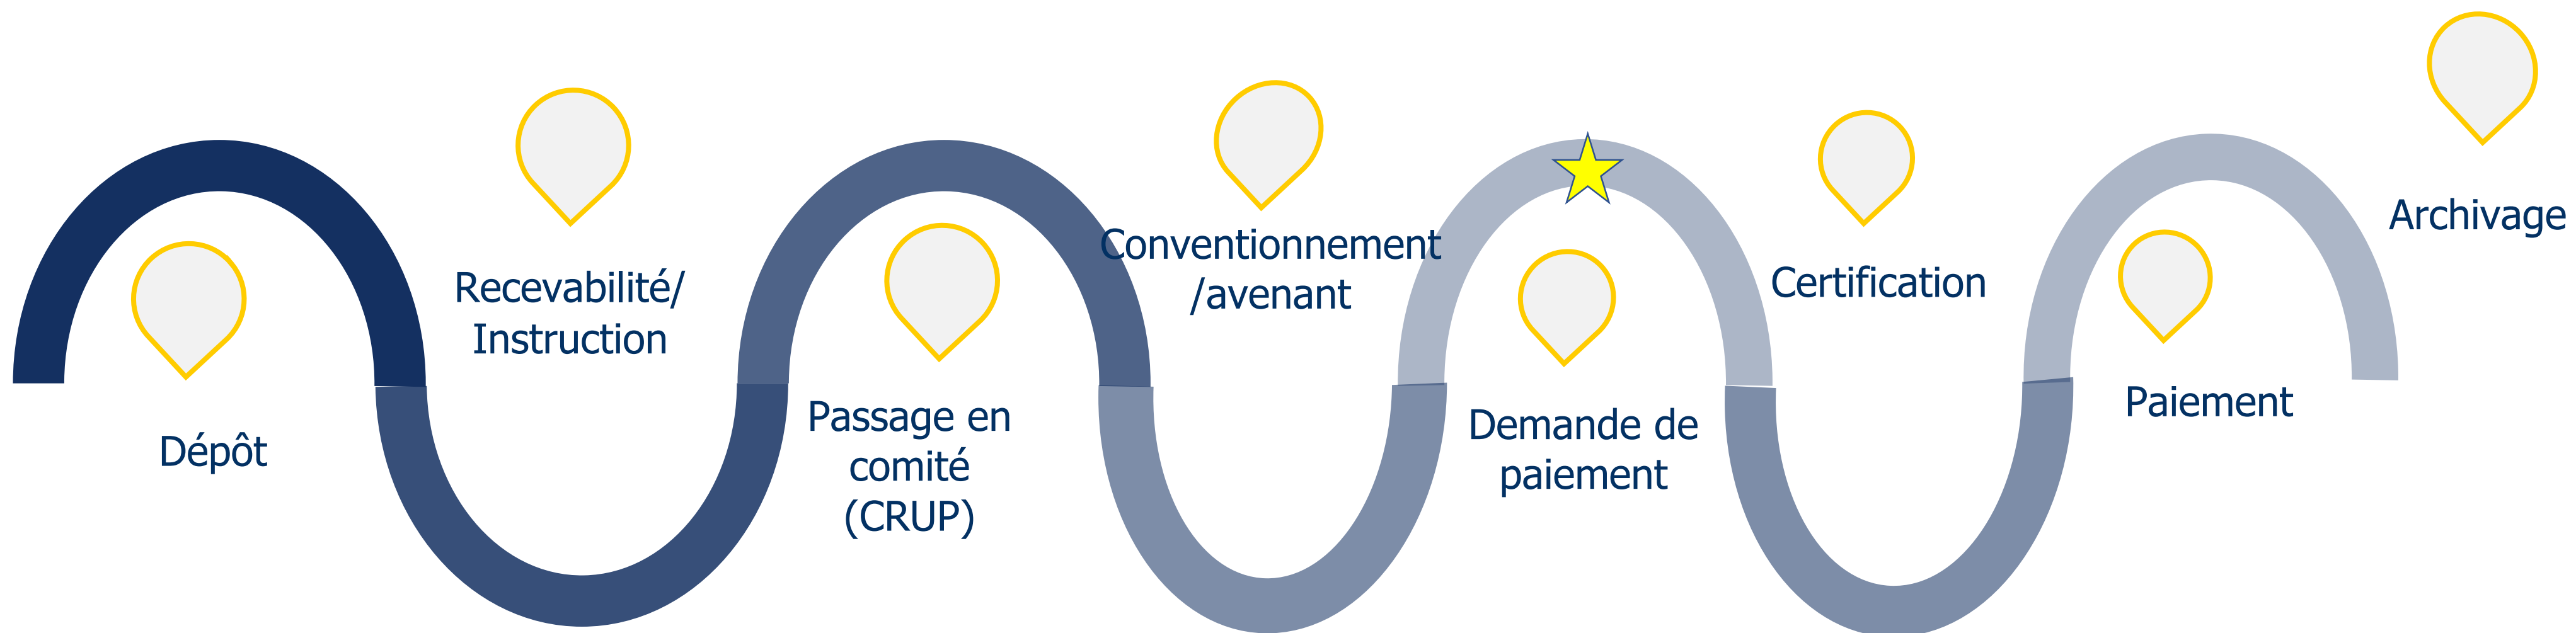 Dépôt
Recevabilité/
Instruction
Passage en
comité
(CRUP)
Conventionnement
/avenant
Demande de
paiement
Certification
Paiement
Archivage